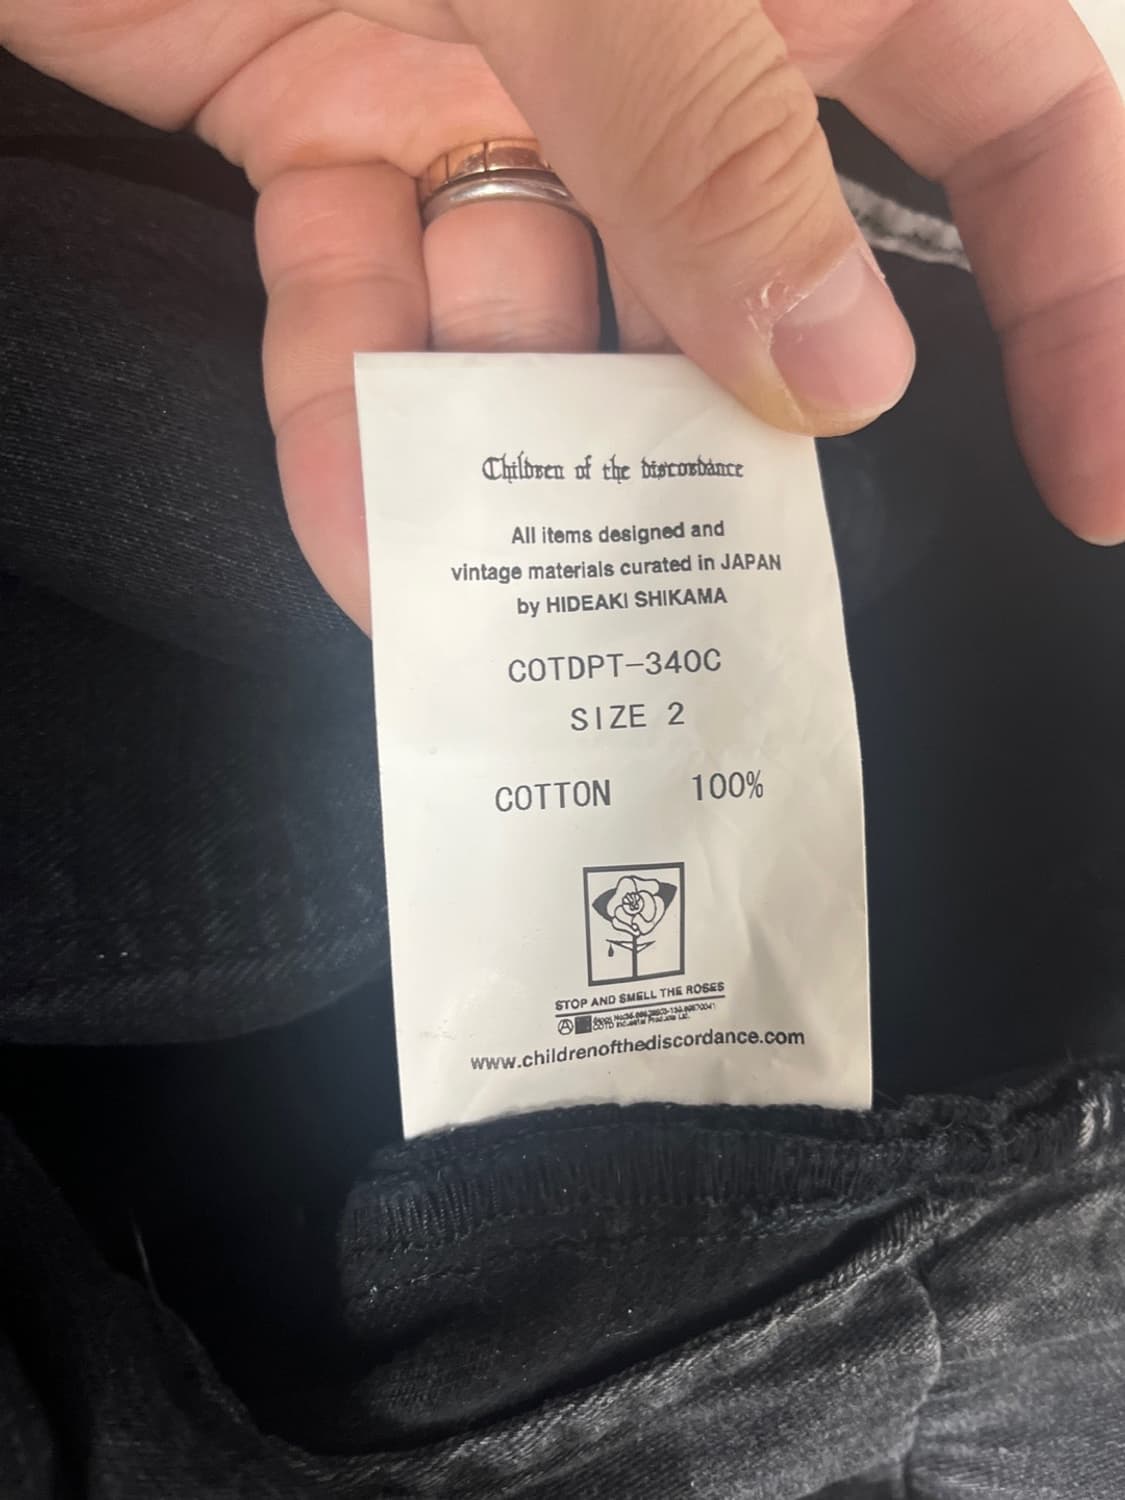 Children of the discordance
All items designed and
vintage materials curated in JAPAN
by HIDEAKI SHIKAMA
COTDPT-340C
SIZE 2
COTTON 100%
STOP AND SMELL THE ROSES
www.childrenofthediscordance.com